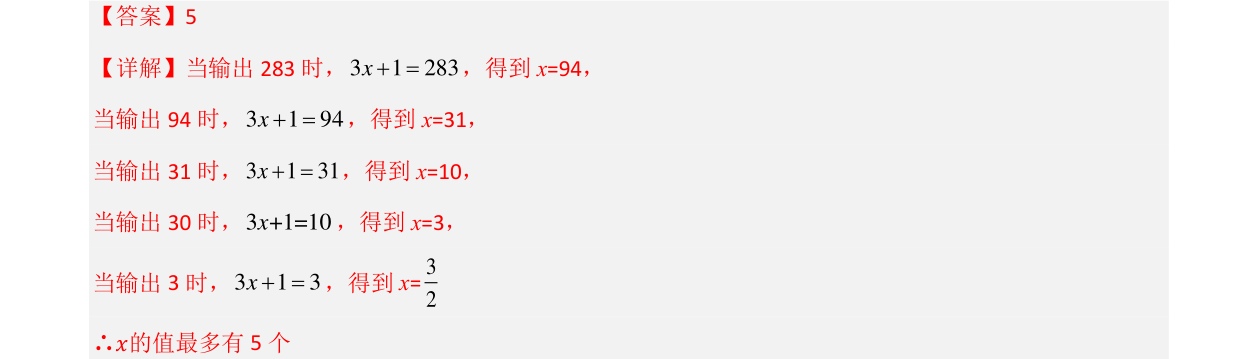 【答案】5
【详解】当输出 283 时，3x+1=283，得到 x=94，
当输出 94 时，3x+1=94，得到 x=31，
当输出 31 时，3x+1=31，得到 x=10，
当输出 30 时，3x+1=10，得到 x=3，
当输出 3 时，3x+1=3，得到 x=3/2
∴x的值最多有 5 个